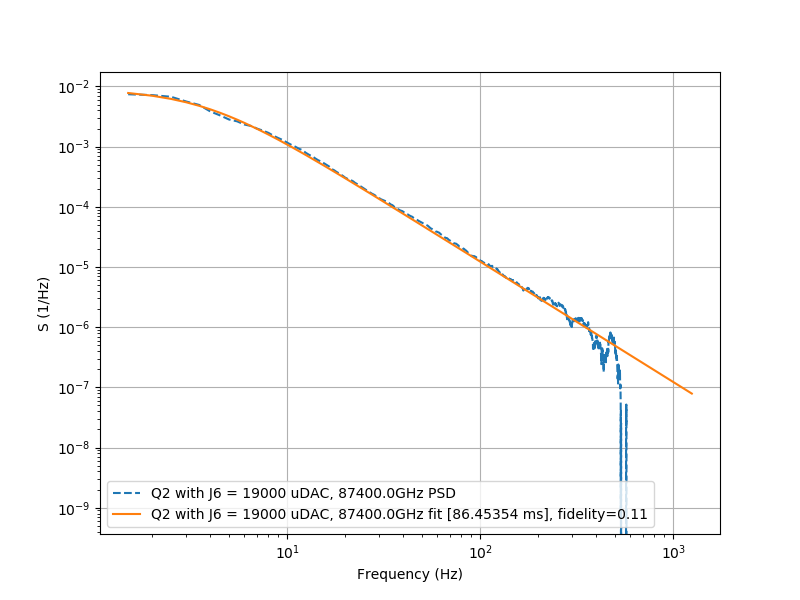 10⁻²
10⁻³
10⁻⁴
10⁻⁵
10⁻⁶
10⁻⁷
10⁻⁸
10⁻⁹
S (1/Hz)
Q2 with J6 = 19000 uDAC, 87400.0GHz PSD
Q2 with J6 = 19000 uDAC, 87400.0GHz fit [86.45354 ms], fidelity=0.11
10¹ 10² 10³
Frequency (Hz)